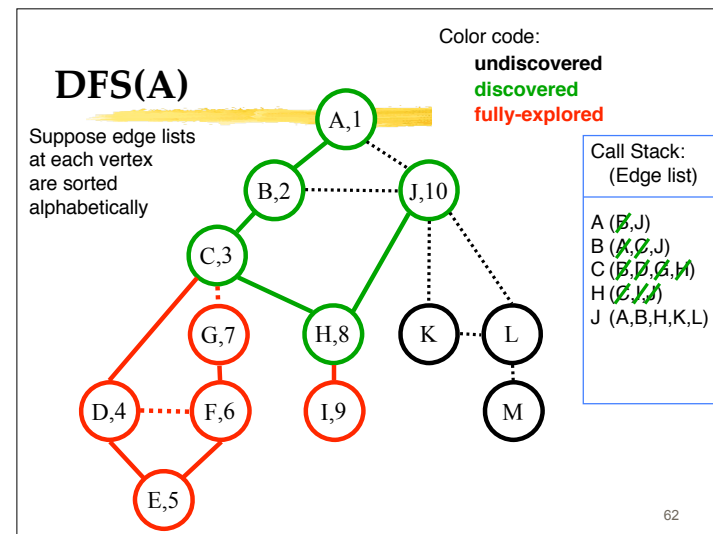 Color code:
undiscovered
discovered
fully-explored
DFS(A)
Suppose edge lists
at each vertex
are sorted
alphabetically
Call Stack:
(Edge list)
A (B,J)
B (A,C,J)
C (B,D,G,H)
H (C,I,J)
J (A,B,H,K,L)
A,1
B,2
J,10
C,3
G,7
H,8
K
L
D,4
F,6
I,9
M
E,5
62